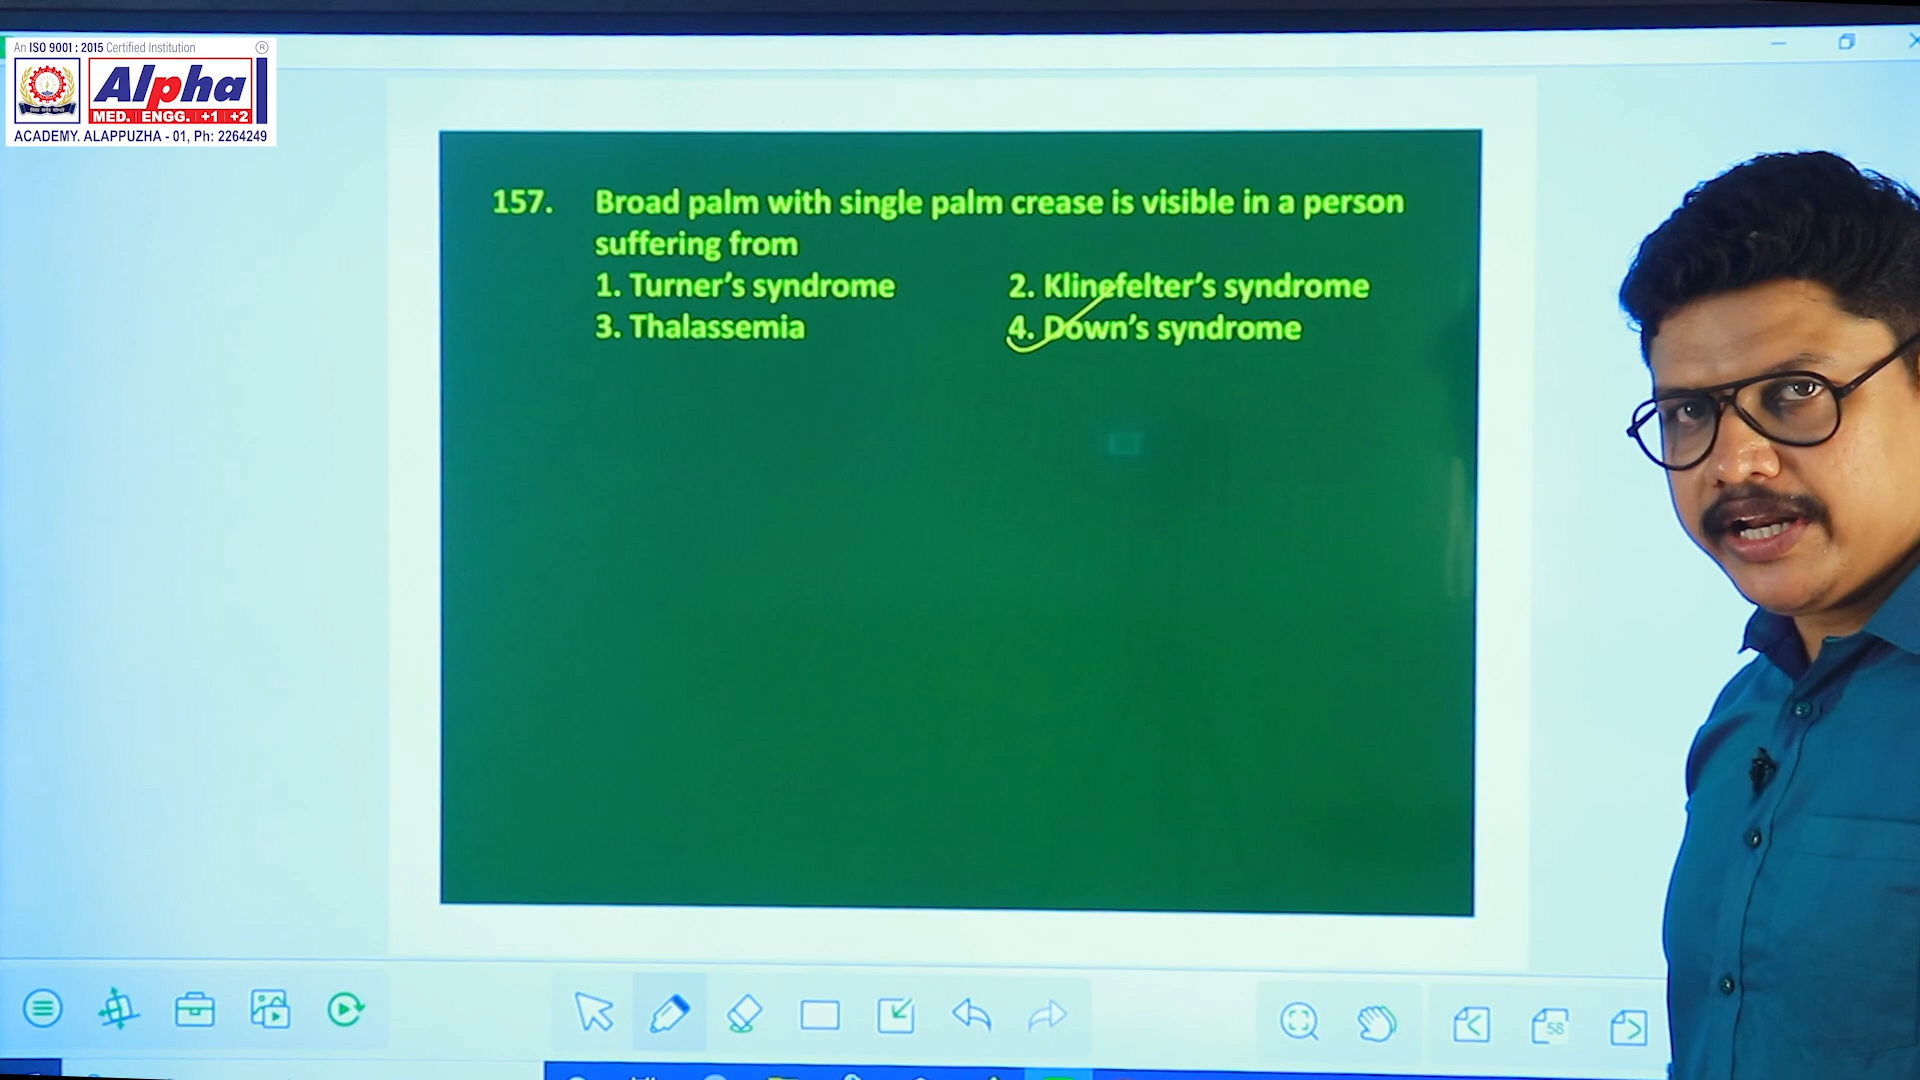 An ISO 9001 : 2015 Certified Institution ®
Alpha
MED. ENGG. +1 +2
ACADEMY. ALAPPUZHA - 01, Ph: 2264249
157. Broad palm with single palm crease is visible in a person
suffering from
1. Turner's syndrome 2. Klinefelter's syndrome
3. Thalassemia 4. Down's syndrome
58